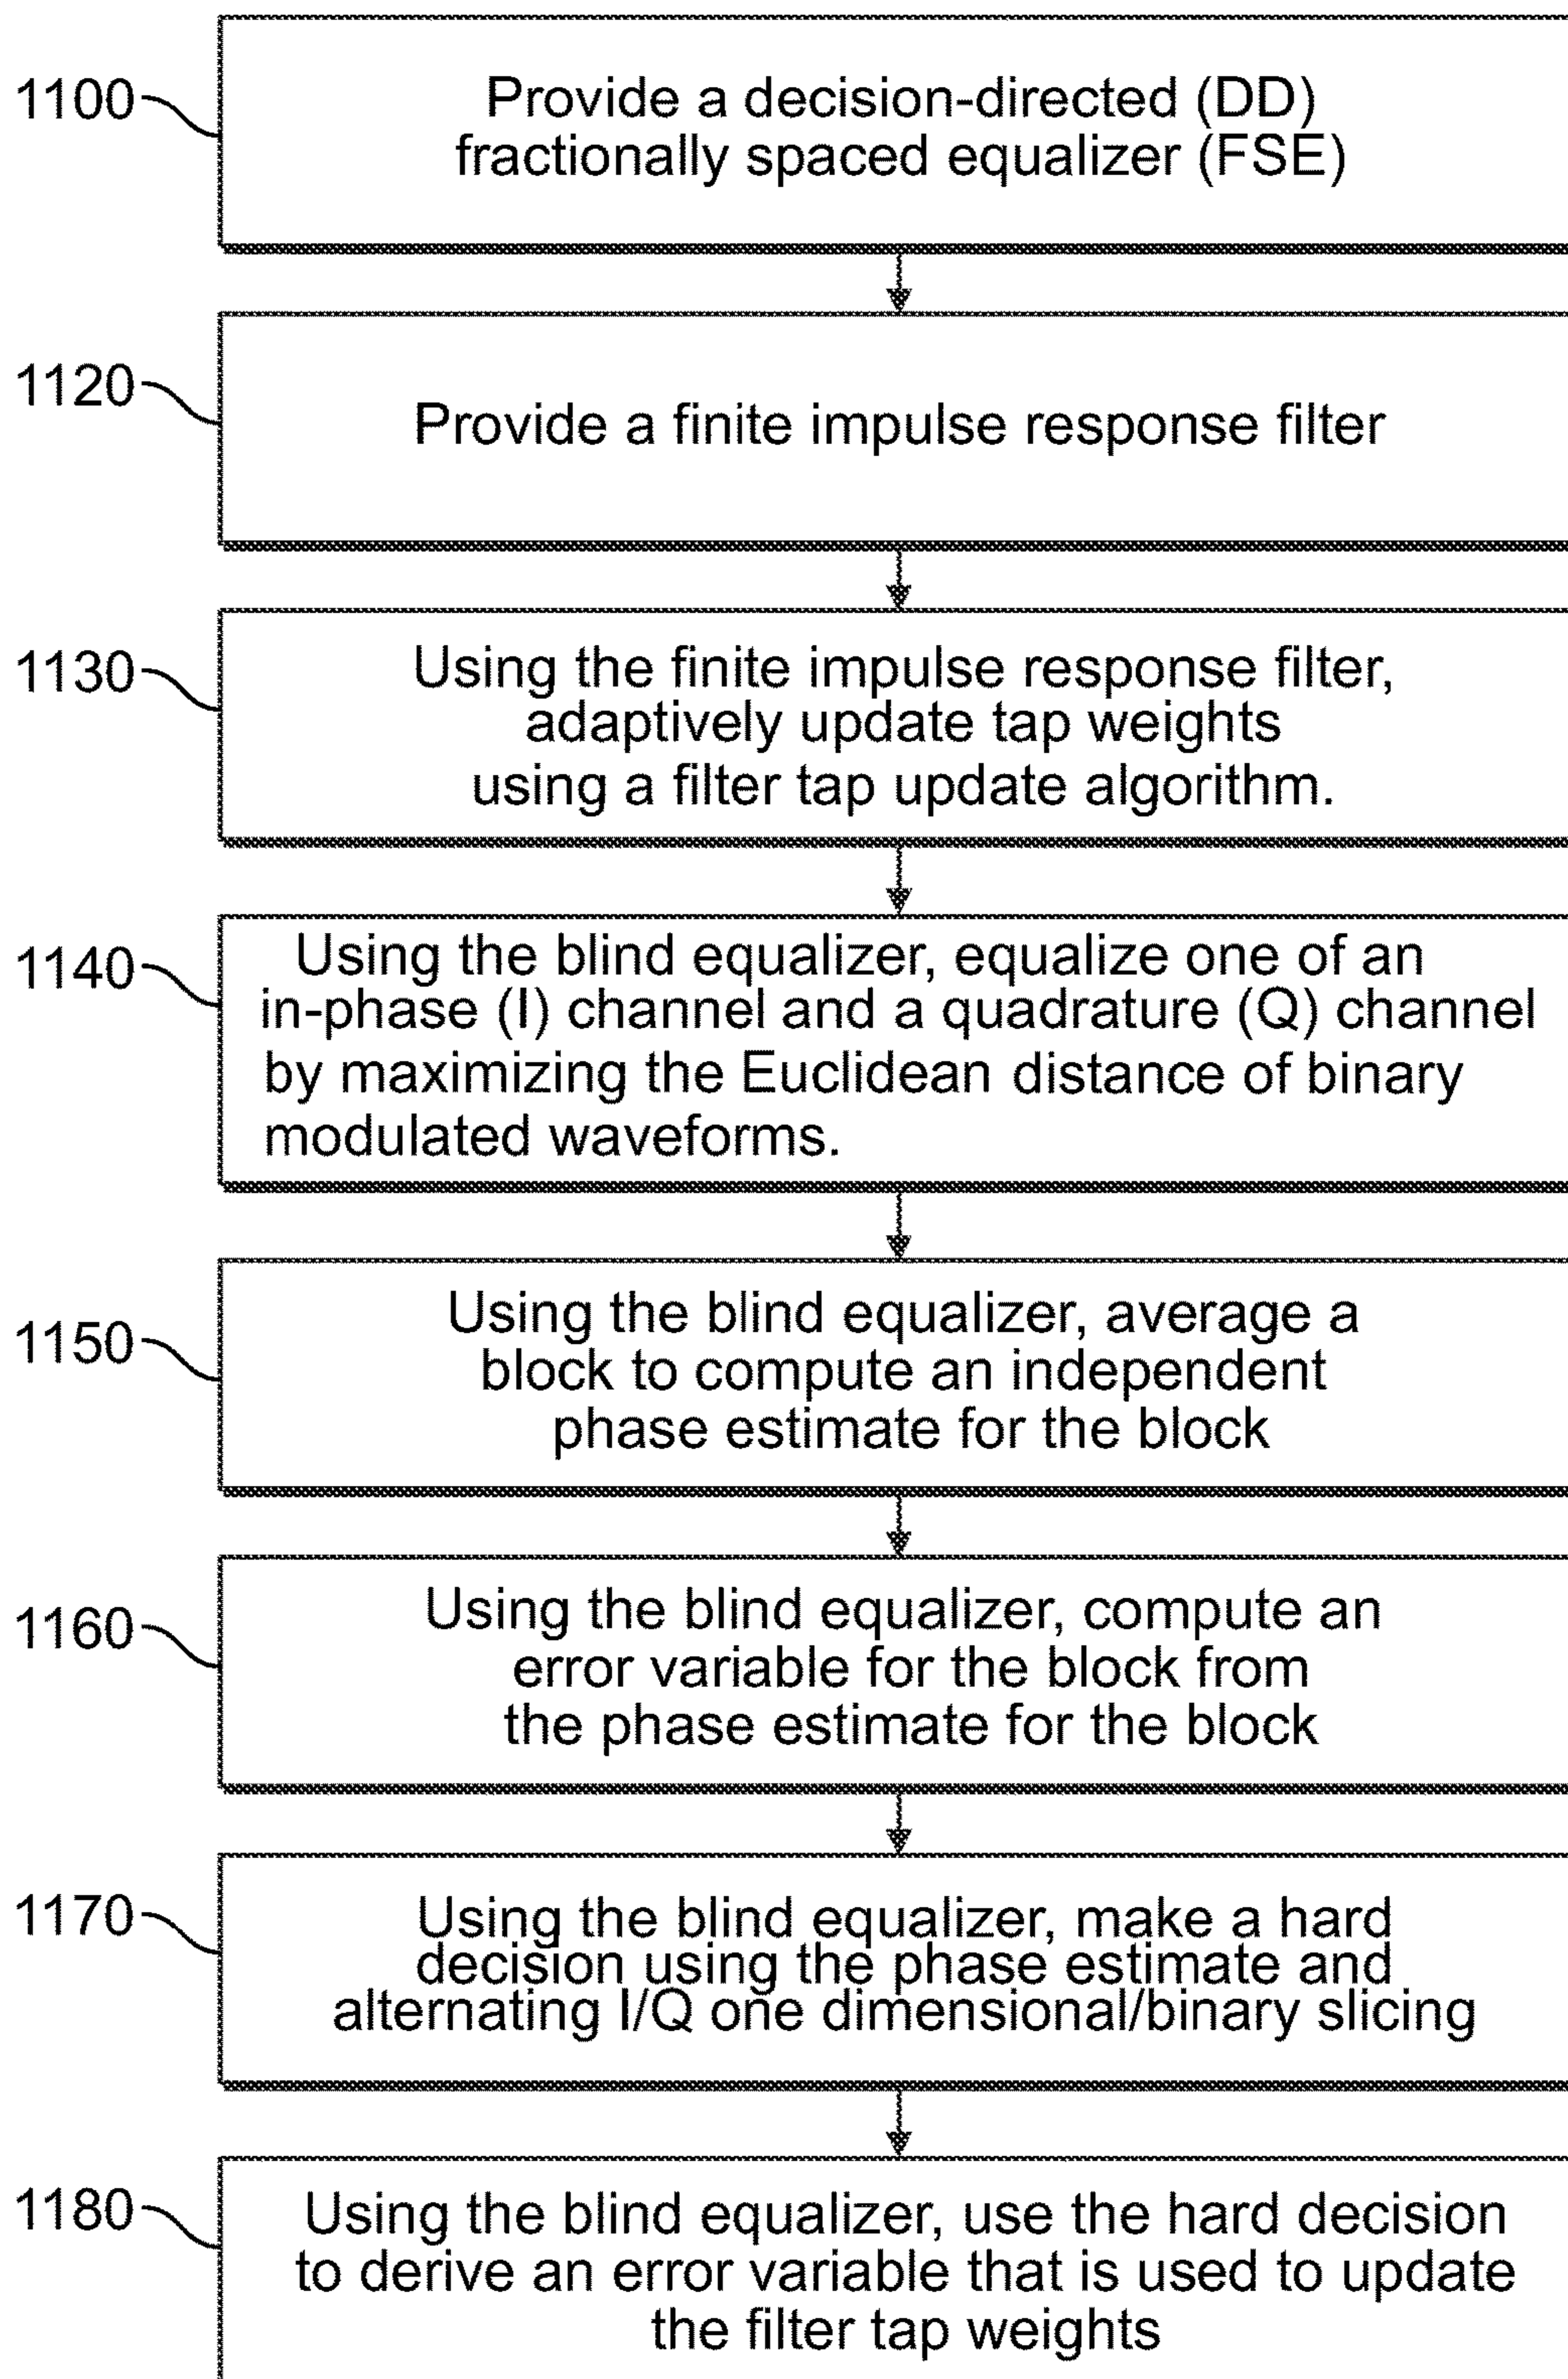 1100
Provide a decision-directed (DD)
fractionally spaced equalizer (FSE)
1120
Provide a finite impulse response filter
1130
Using the finite impulse response filter,
adaptively update tap weights
using a filter tap update algorithm.
1140
Using the blind equalizer, equalize one of an
in-phase (I) channel and a quadrature (Q) channel
by maximizing the Euclidean distance of binary
modulated waveforms.
1150
Using the blind equalizer, average a
block to compute an independent
phase estimate for the block
1160
Using the blind equalizer, compute an
error variable for the block from
the phase estimate for the block
1170
Using the blind equalizer, make a hard
decision using the phase estimate and
alternating I/Q one dimensional/binary slicing
1180
Using the blind equalizer, use the hard decision
to derive an error variable that is used to update
the filter tap weights